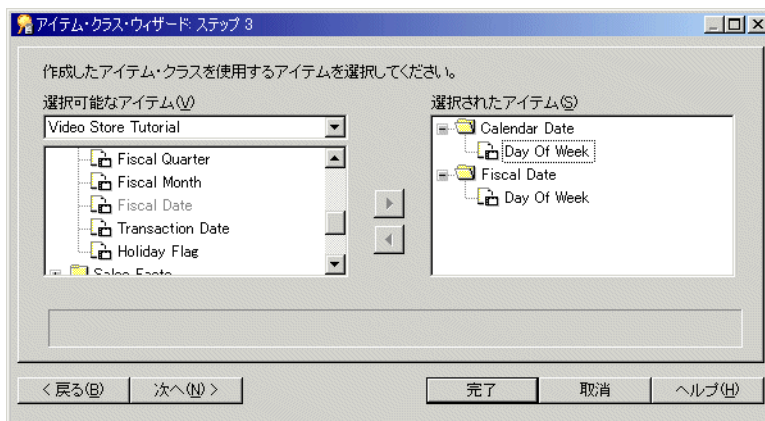 アイテム・クラス・ウィザード: ステップ 3
作成したアイテム・クラスを使用するアイテムを選択してください。
選択可能なアイテム(V)
選択されたアイテム(S)
Video Store Tutorial
Fiscal Quarter
Fiscal Month
Fiscal Date
Transaction Date
Holiday Flag
Sales Facts
Calendar Date
Day Of Week
Fiscal Date
Day Of Week
< 戻る(B)
次へ(N) >
完了
取消
ヘルプ(H)